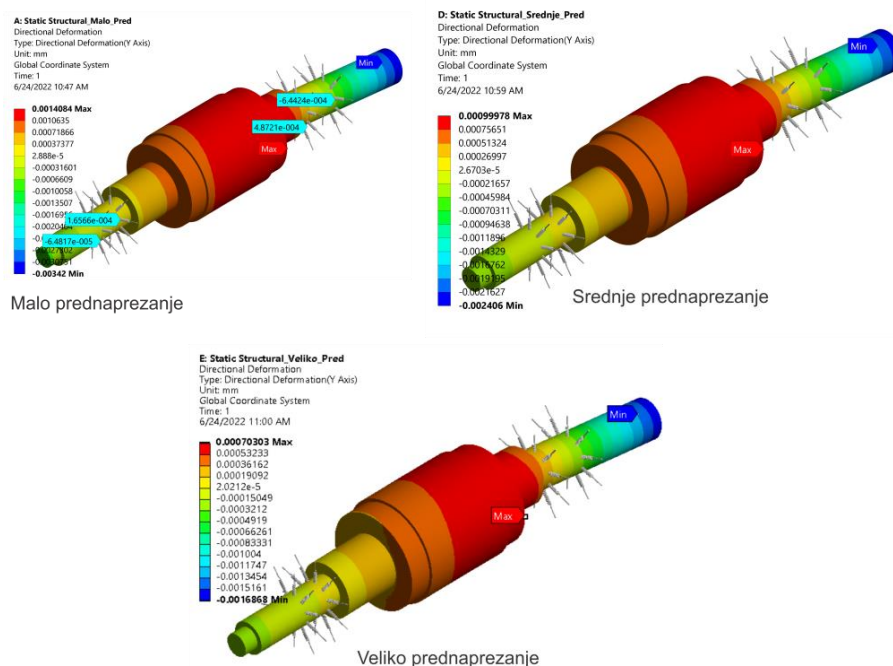 A: Static Structural_Malo_Pred
Directional Deformation
Type: Directional Deformation(Y Axis)
Unit: mm
Global Coordinate System
Time: 1
6/24/2022 10:47 AM
0.0014084 Max
0.0010635
0.00071866
0.00037377
2.888e-5
-0.00031601
-0.0006609
-0.0010058
-0.0013507
-0.00342 Min
Min
-6.4424e-004
4.8721e-004
Max
1.6566e-004
-6.4817e-005
Malo prednaprezanje
D: Static Structural_Srednje_Pred
Directional Deformation
Type: Directional Deformation(Y Axis)
Unit: mm
Global Coordinate System
Time: 1
6/24/2022 10:59 AM
0.00099978 Max
0.00075651
0.00051324
0.00026997
2.6703e-5
-0.00021657
-0.00045984
-0.00070311
-0.00094638
-0.0011896
-0.0014329
-0.0016762
-0.0019195
-0.0021627
-0.002406 Min
Min
Max
Srednje prednaprezanje
E: Static Structural_Veliko_Pred
Directional Deformation
Type: Directional Deformation(Y Axis)
Unit: mm
Global Coordinate System
Time: 1
6/24/2022 11:00 AM
0.00070303 Max
0.00053233
0.00036162
0.00019092
2.0212e-5
-0.00015049
-0.0003212
-0.0004919
-0.00066261
-0.00083331
-0.001004
-0.0011747
-0.0013454
-0.0015161
-0.0016868 Min
Min
Max
Veliko prednaprezanje